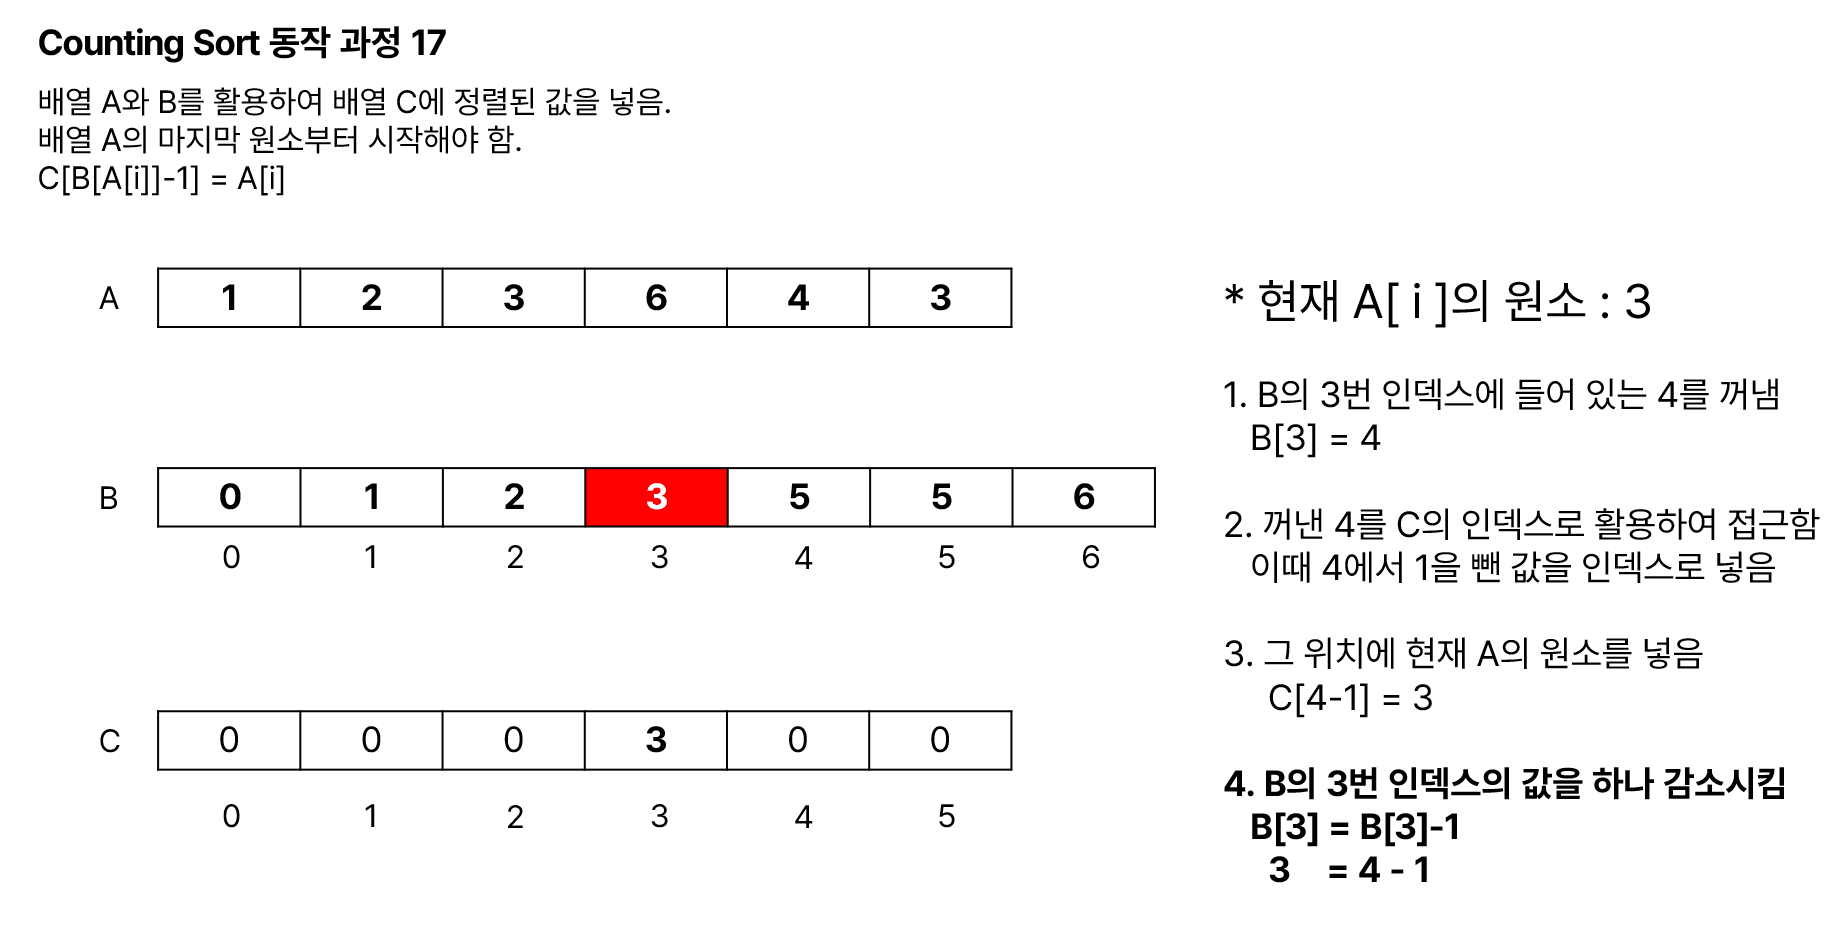 Counting Sort 동작 과정 17
배열 A와 B를 활용하여 배열 C에 정렬된 값을 넣음.
배열 A의 마지막 원소부터 시작해야 함.
C[B[A[i]]-1] = A[i]
A 1 2 3 6 4 3
B 0 1 2 3 5 5 6
0 1 2 3 4 5 6
C 0 0 0 3 0 0
0 1 2 3 4 5
* 현재 A[ i ]의 원소 : 3
1. B의 3번 인덱스에 들어 있는 4를 꺼냄
B[3] = 4
2. 꺼낸 4를 C의 인덱스로 활용하여 접근함
이때 4에서 1을 뺀 값을 인덱스로 넣음
3. 그 위치에 현재 A의 원소를 넣음
C[4-1] = 3
4. B의 3번 인덱스의 값을 하나 감소시킴
B[3] = B[3]-1
3 = 4 - 1